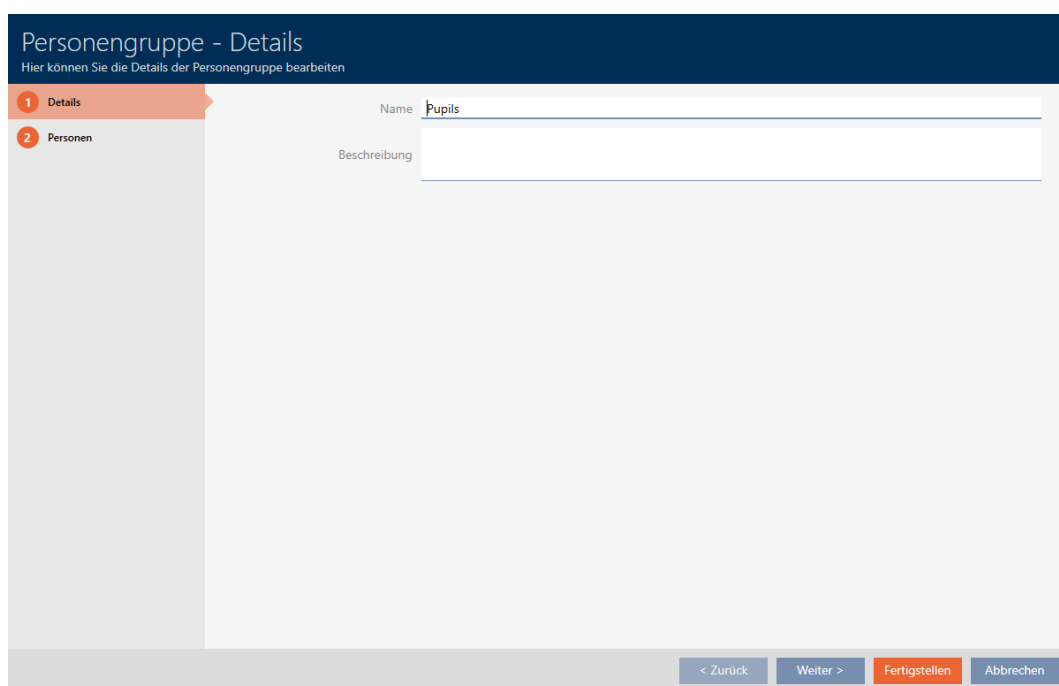 Personengruppe - Details
Hier können Sie die Details der Personengruppe bearbeiten
1 Details
2 Personen
Name Pupils
Beschreibung
< Zurück Weiter > Fertigstellen Abbrechen